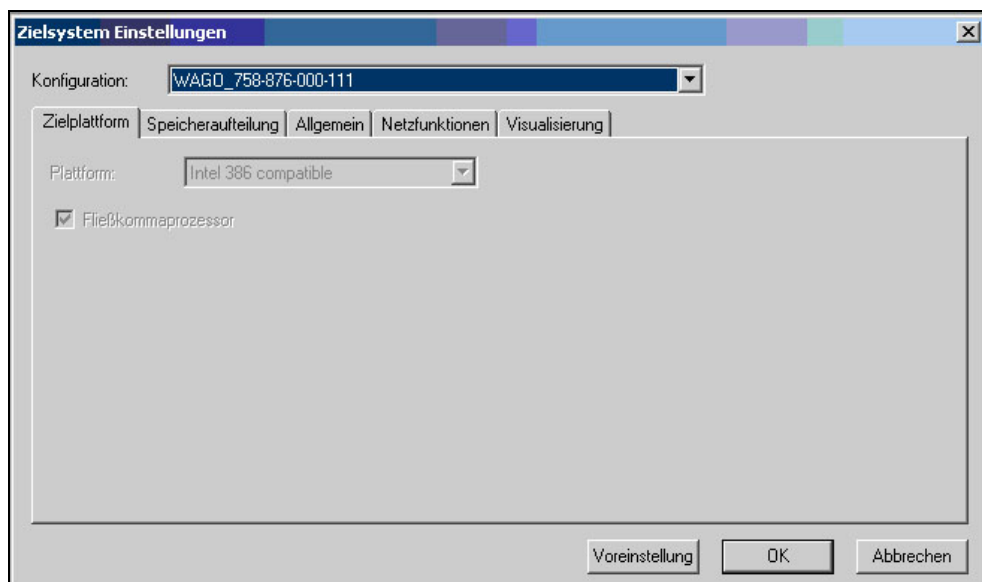 Zielsystem Einstellungen
Konfiguration: WAGO_758-876-000-111
Zielplattform Speicheraufteilung Allgemein Netzfunktionen Visualisierung
Plattform: Intel 386 compatible
Fließkommaprozessor
Voreinstellung OK Abbrechen